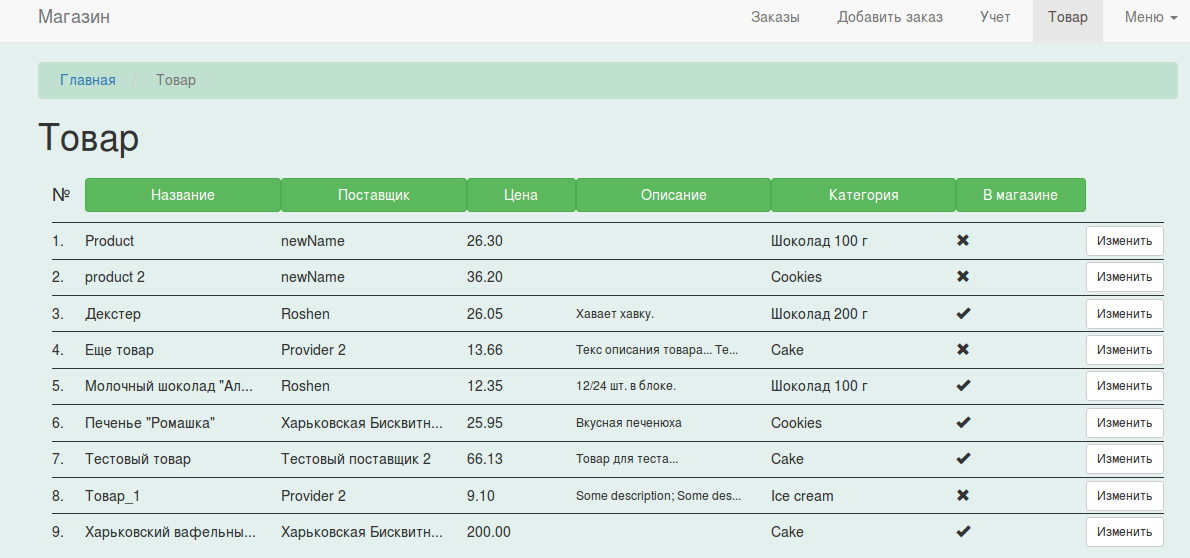 Магазин Заказы Добавить заказ Учет Товар Меню
Главная / Товар
Товар
№ Название Поставщик Цена Описание Категория В магазине
1. Product newName 26.30 Шоколад 100 г Изменить
2. product 2 newName 36.20 Cookies Изменить
3. Декстер Roshen 26.05 Хавает хавку. Шоколад 200 г Изменить
4. Еще товар Provider 2 13.66 Текс описания товара... Те... Cake Изменить
5. Молочный шоколад "Ал... Roshen 12.35 12/24 шт. в блоке. Шоколад 100 г Изменить
6. Печенье "Ромашка" Харьковская Бисквитн... 25.95 Вкусная печенюха Cookies Изменить
7. Тестовый товар Тестовый поставщик 2 66.13 Товар для теста... Cake Изменить
8. Товар_1 Provider 2 9.10 Some description; Some des... Ice cream Изменить
9. Харьковский вафельны... Харьковская Бисквитн... 200.00 Cake Изменить